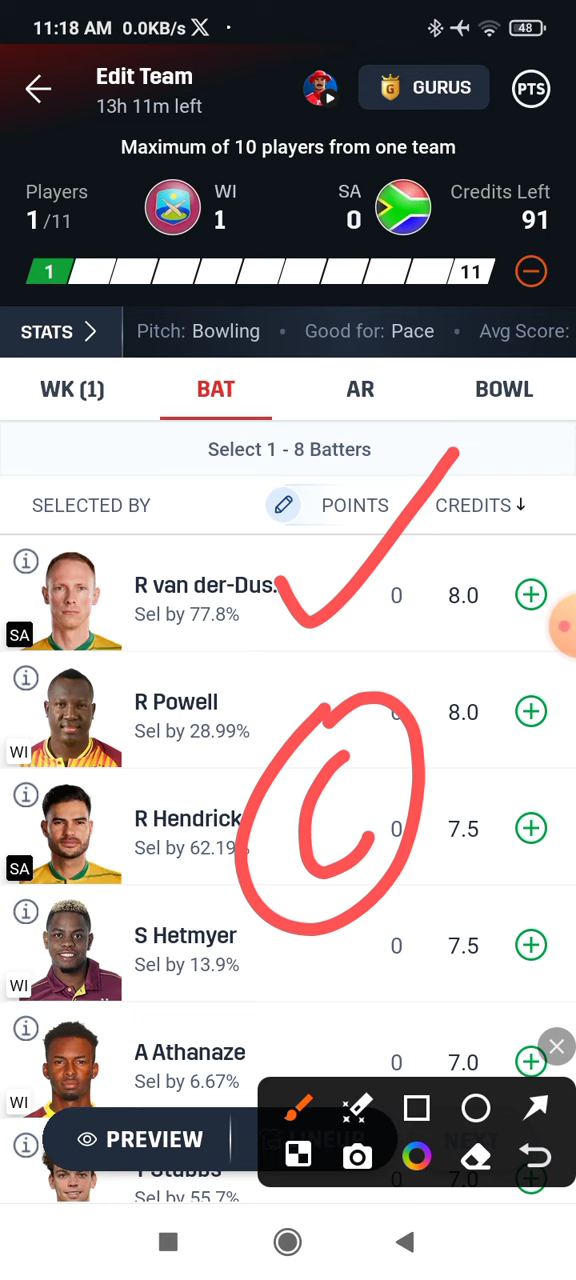 11:18 AM 0.0KB/s X 48
Edit Team
13h 11m left
G GURUS PTS
Maximum of 10 players from one team
Players WI SA Credits Left
1/11 1 0 91
1 11
STATS Pitch: Bowling • Good for: Pace • Avg Score:
WK (1) BAT AR BOWL
Select 1 - 8 Batters
SELECTED BY POINTS CREDITS ↓
R van der-Dus.
Sel by 77.8%
SA 0 8.0
R Powell
Sel by 28.99%
WI 8.0
R Hendrick
Sel by 62.19
SA 0 7.5
C
S Hetmyer
Sel by 13.9%
WI 0 7.5
A Athanaze
Sel by 6.67%
WI 0 7.0
PREVIEW
Stubbs
Sel by 55.7%
7.0